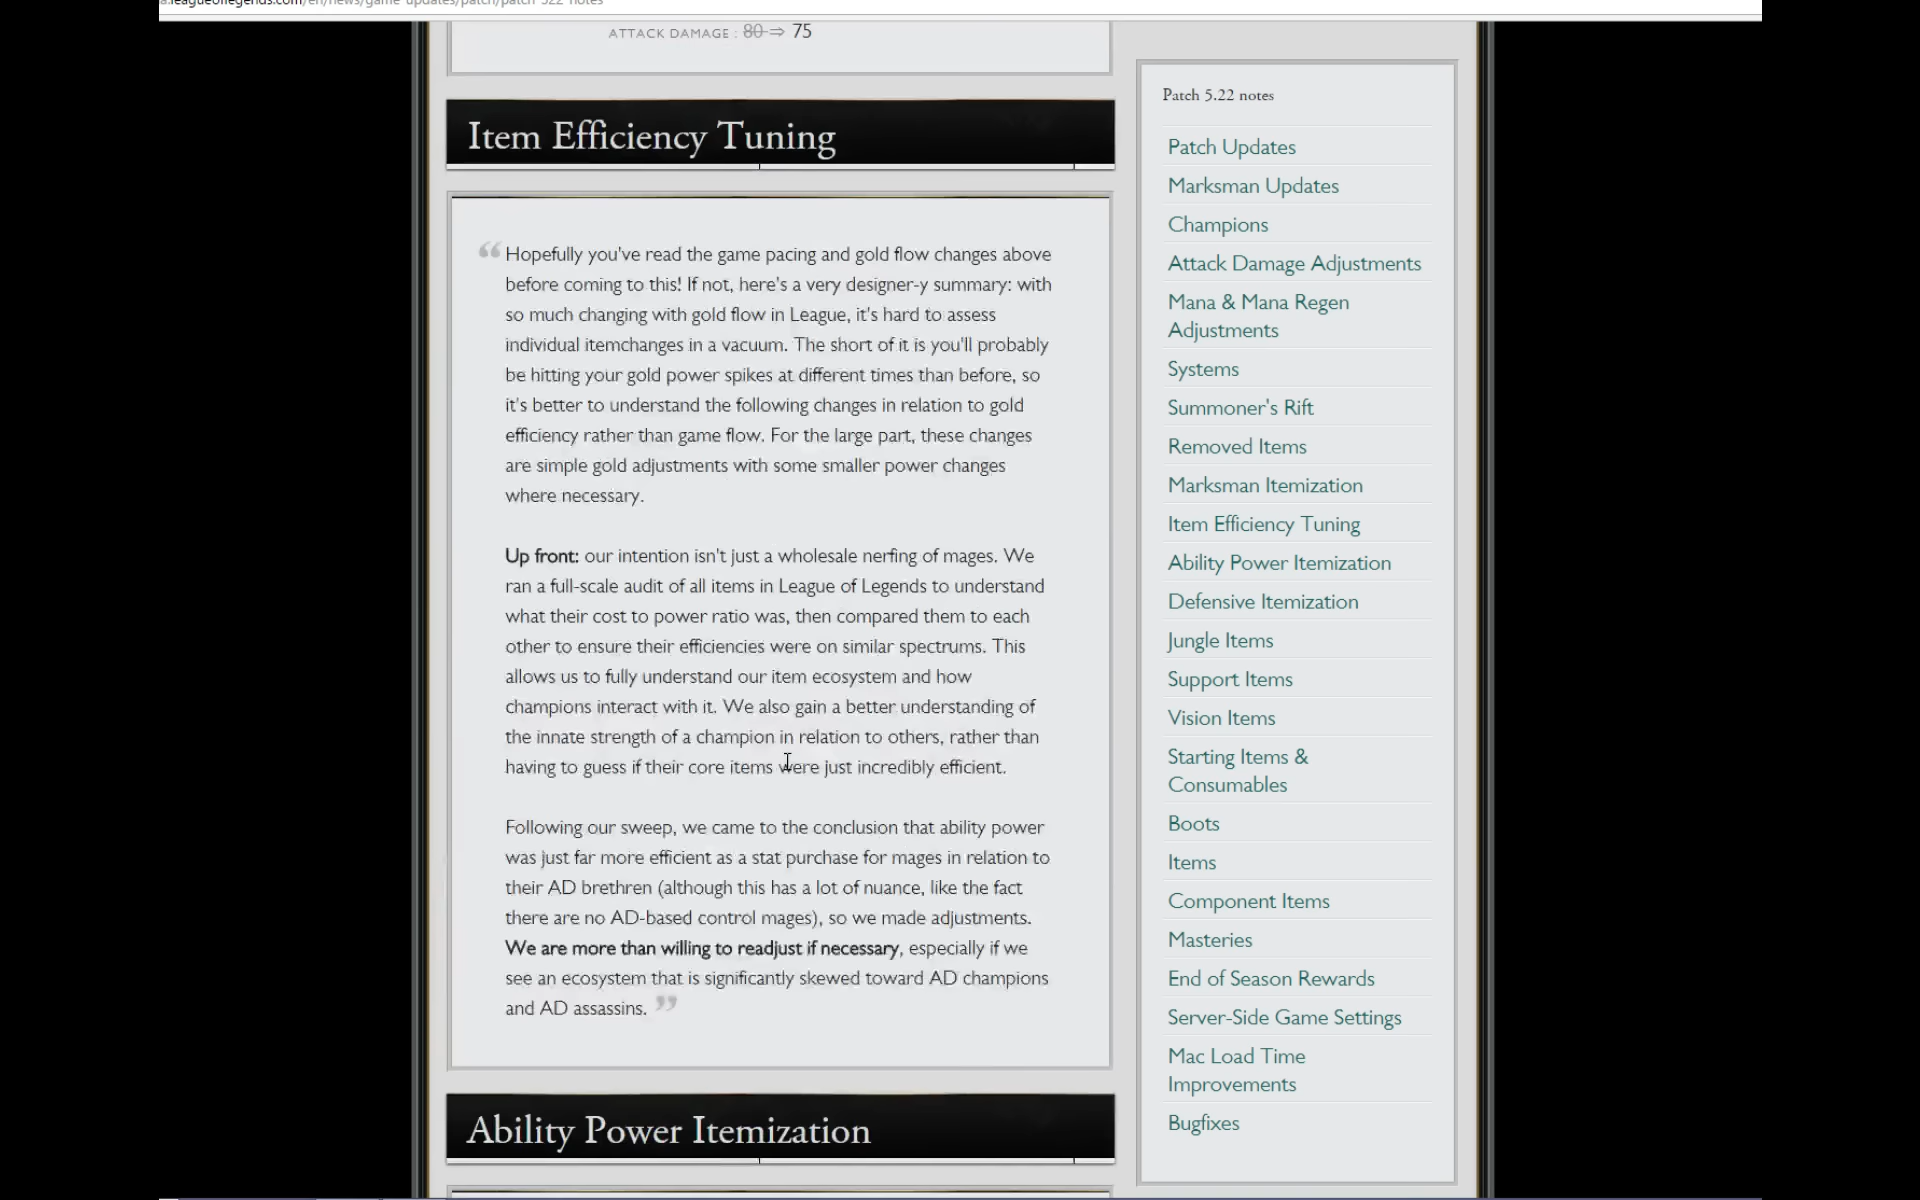 a.leagueoflegends.com/en/news/game-updates/patch/patch-522-notes
ATTACK DAMAGE : 80 ⇒ 75
Item Efficiency Tuning
“ Hopefully you've read the game pacing and gold flow changes above
before coming to this! If not, here's a very designer-y summary: with
so much changing with gold flow in League, it's hard to assess
individual itemchanges in a vacuum. The short of it is you'll probably
be hitting your gold power spikes at different times than before, so
it's better to understand the following changes in relation to gold
efficiency rather than game flow. For the large part, these changes
are simple gold adjustments with some smaller power changes
where necessary.
Up front: our intention isn't just a wholesale nerfing of mages. We
ran a full-scale audit of all items in League of Legends to understand
what their cost to power ratio was, then compared them to each
other to ensure their efficiencies were on similar spectrums. This
allows us to fully understand our item ecosystem and how
champions interact with it. We also gain a better understanding of
the innate strength of a champion in relation to others, rather than
having to guess if their core items were just incredibly efficient.
Following our sweep, we came to the conclusion that ability power
was just far more efficient as a stat purchase for mages in relation to
their AD brethren (although this has a lot of nuance, like the fact
there are no AD-based control mages), so we made adjustments.
We are more than willing to readjust if necessary, especially if we
see an ecosystem that is significantly skewed toward AD champions
and AD assassins. ”
Ability Power Itemization
Patch 5.22 notes
Patch Updates
Marksman Updates
Champions
Attack Damage Adjustments
Mana & Mana Regen
Adjustments
Systems
Summoner's Rift
Removed Items
Marksman Itemization
Item Efficiency Tuning
Ability Power Itemization
Defensive Itemization
Jungle Items
Support Items
Vision Items
Starting Items &
Consumables
Boots
Items
Component Items
Masteries
End of Season Rewards
Server-Side Game Settings
Mac Load Time
Improvements
Bugfixes